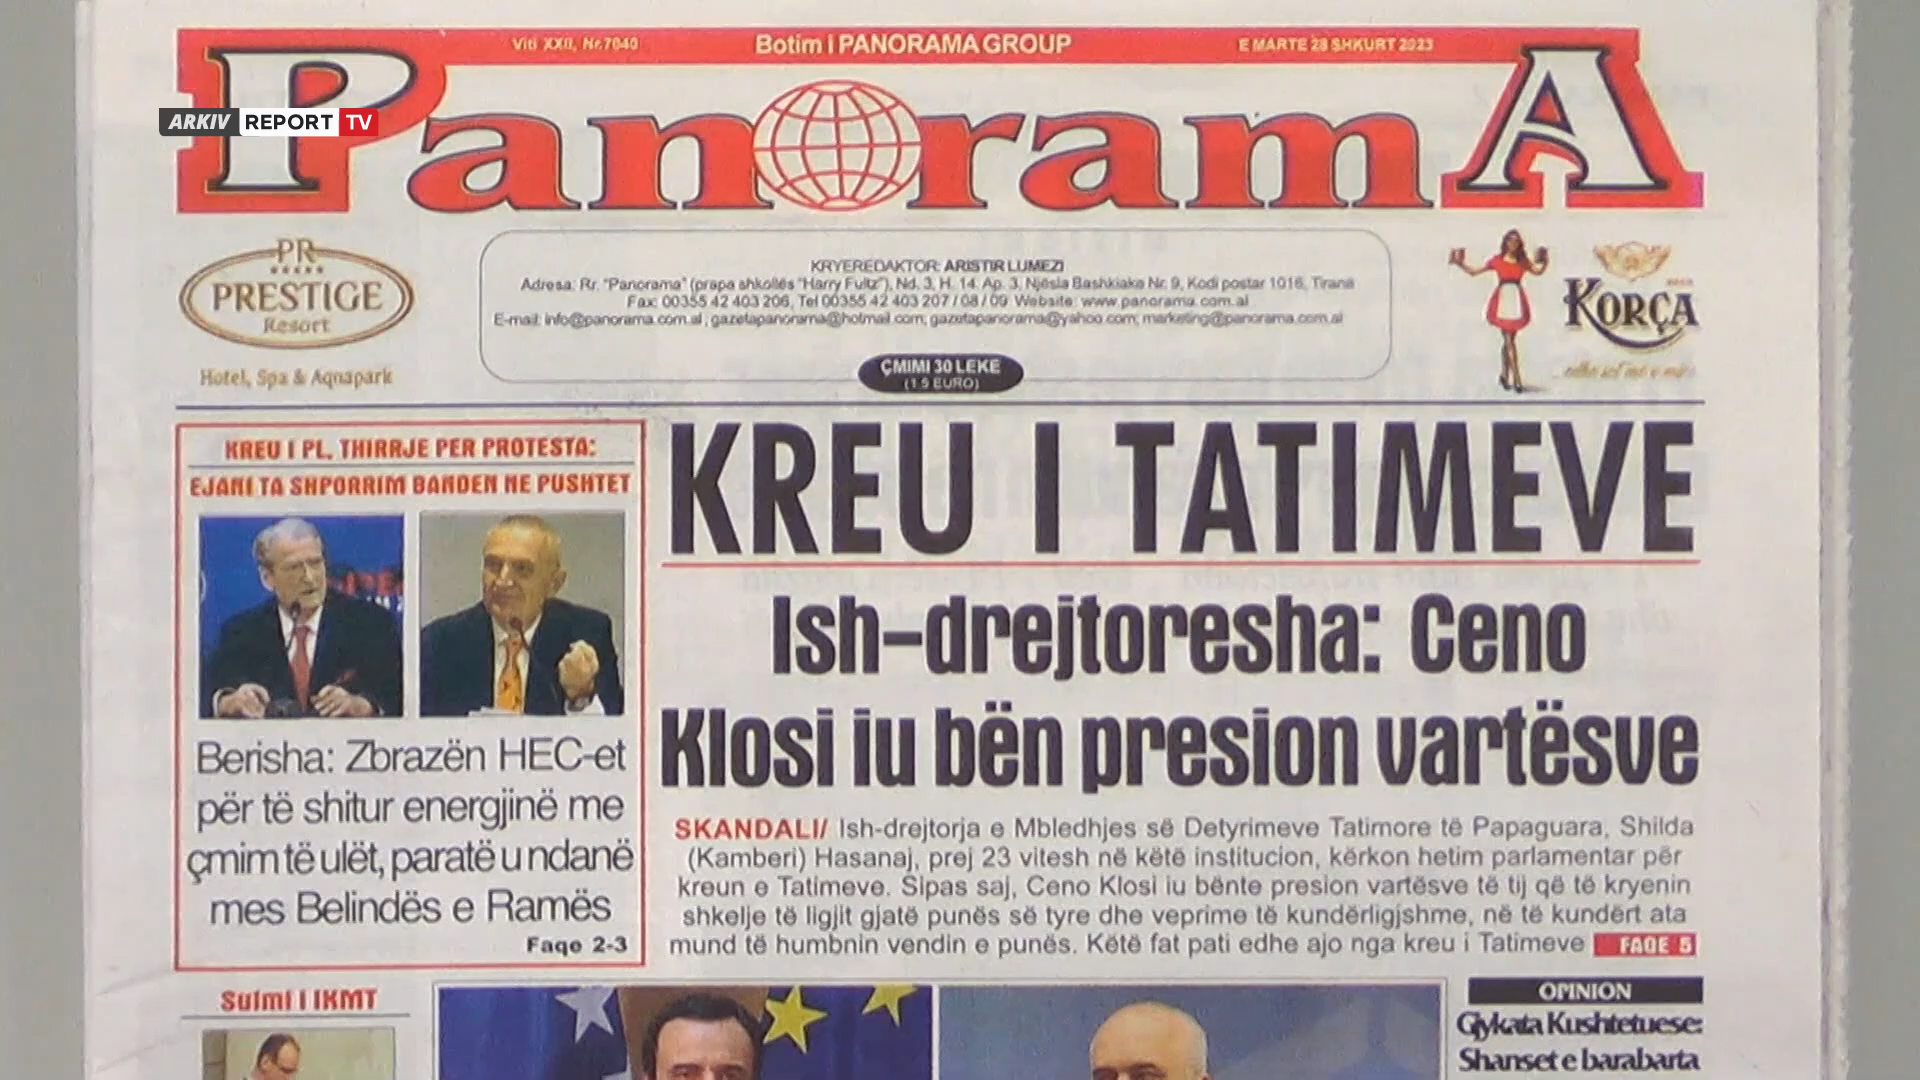 Viti XXII, Nr.7040
Botim i PANORAMA GROUP
E MARTE 28 SHKURT 2023
PanoramA
ARKIV REPORT TV
PR
PRESTIGE
Resort
Hotel, Spa & Aquapark
KRYEREDAKTOR: ARISTIR LUMEZI
Adresa: Rr. "Panorama" (prapa shkollës "Harry Fultz"), Nd. 3, H. 14 Ap. 3, Njësia Bashkiake Nr. 9, Kodi postar 1016, Tiranë
Fax: 00355 42 403 206, Tel 00355 42 403 207 / 08 / 09 Website: www.panorama.com.al
E-mail: info@panorama.com.al; gazetapanorama@hotmail.com; gazetapanorama@yahoo.com; marketing@panorama.com.al
ÇMIMI 30 LEKE
(1.5 EURO)
KORÇA
KREU I PL, THIRRJE PER PROTESTA:
EJANI TA SHPORRIM BANDEN NE PUSHTET
Berisha: Zbrazën HEC-et
për të shitur energjinë me
çmim të ulët, paratë u ndanë
mes Belindës e Ramës
Faqe 2-3
KREU I TATIMEVE
Ish-drejtoresha: Ceno
Klosi iu bën presion vartësve
SKANDALI/ Ish-drejtorja e Mbledhjes së Detyrimeve Tatimore të Papaguara, Shilda
(Kamberi) Hasanaj, prej 23 vitesh në këtë institucion, kërkon hetim parlamentar për
kreun e Tatimeve. Sipas saj, Ceno Klosi iu bënte presion vartësve të tij që të kryenin
shkelje të ligjit gjatë punës së tyre dhe veprime të kundërligjshme, në të kundërt ata
mund të humbnin vendin e punës. Këtë fat pati edhe ajo nga kreu i Tatimeve FAQE 5
Sulmi i IKMT
OPINION
Gjykata Kushtetuese:
Shanset e barabarta